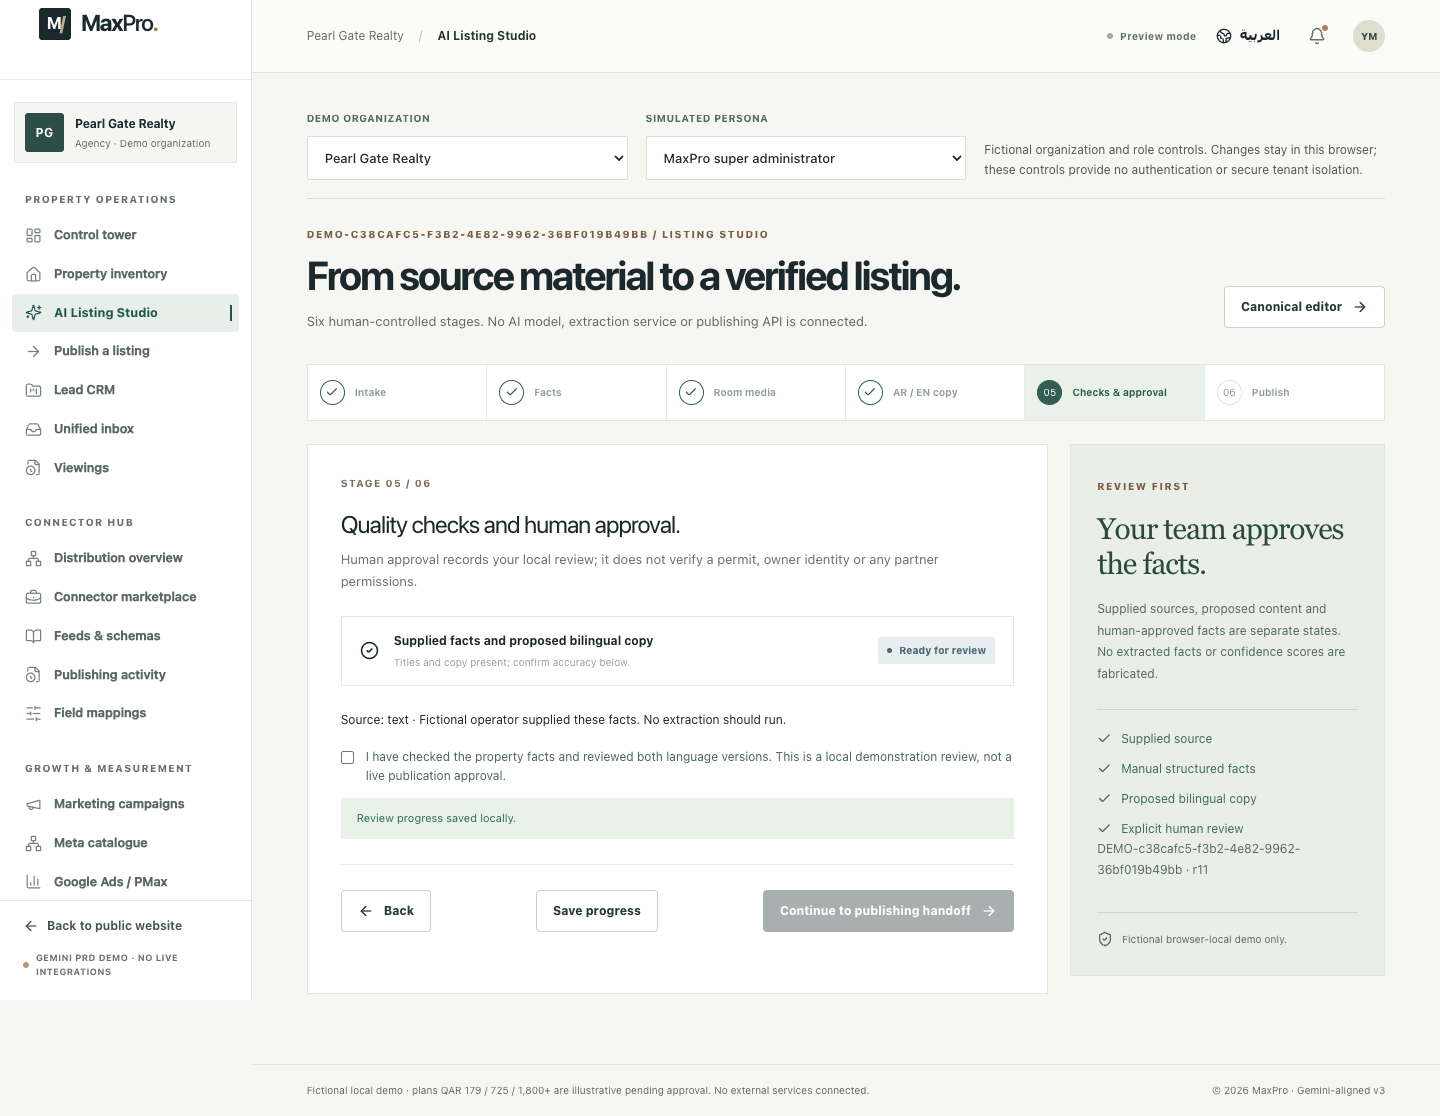 M/ MaxPro.
Pearl Gate Realty / AI Listing Studio
Preview mode
العربية
YM
PG
Pearl Gate Realty
Agency · Demo organization
PROPERTY OPERATIONS
Control tower
Property inventory
AI Listing Studio
Publish a listing
Lead CRM
Unified inbox
Viewings
CONNECTOR HUB
Distribution overview
Connector marketplace
Feeds & schemas
Publishing activity
Field mappings
GROWTH & MEASUREMENT
Marketing campaigns
Meta catalogue
Google Ads / PMax
Back to public website
GEMINI PRD DEMO · NO LIVE
INTEGRATIONS
DEMO ORGANIZATION
Pearl Gate Realty
SIMULATED PERSONA
MaxPro super administrator
Fictional organization and role controls. Changes stay in this browser;
these controls provide no authentication or secure tenant isolation.
DEMO-C38CAFC5-F3B2-4E82-9962-36BF019B49BB / LISTING STUDIO
From source material to a verified listing.
Six human-controlled stages. No AI model, extraction service or publishing API is connected.
Canonical editor
Intake
Facts
Room media
AR / EN copy
05 Checks & approval
06 Publish
STAGE 05 / 06
Quality checks and human approval.
Human approval records your local review; it does not verify a permit, owner identity or any partner
permissions.
Supplied facts and proposed bilingual copy
Titles and copy present; confirm accuracy below.
Ready for review
Source: text · Fictional operator supplied these facts. No extraction should run.
I have checked the property facts and reviewed both language versions. This is a local demonstration review, not a
live publication approval.
Review progress saved locally.
Back
Save progress
Continue to publishing handoff
REVIEW FIRST
Your team approves
the facts.
Supplied sources, proposed content and
human-approved facts are separate states.
No extracted facts or confidence scores are
fabricated.
Supplied source
Manual structured facts
Proposed bilingual copy
Explicit human review
DEMO-c38cafc5-f3b2-4e82-9962-
36bf019b49bb · r11
Fictional browser-local demo only.
Fictional local demo · plans QAR 179 / 725 / 1,800+ are illustrative pending approval. No external services connected.
© 2026 MaxPro · Gemini-aligned v3